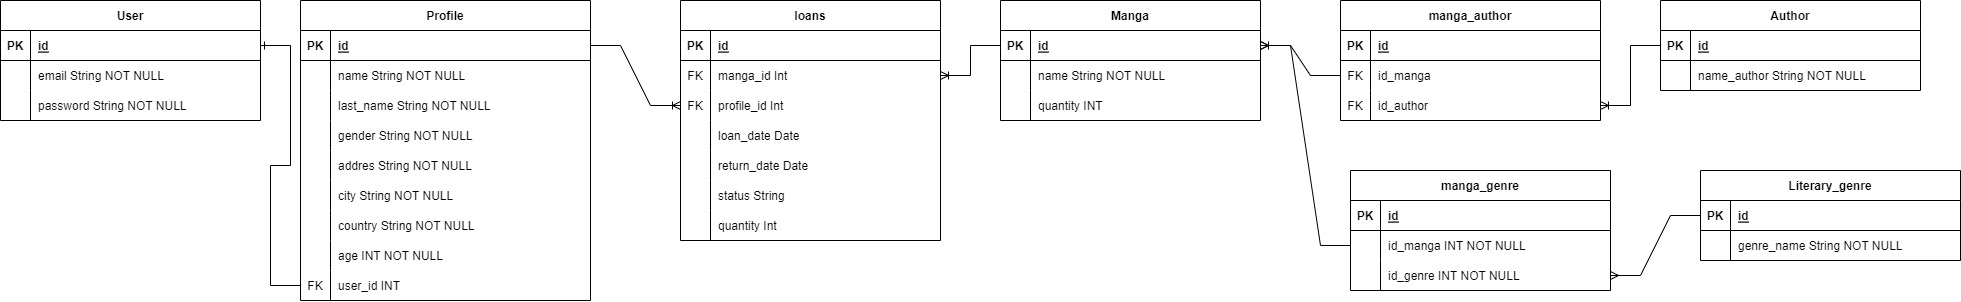 User
PK id
email String NOT NULL
password String NOT NULL
Profile
PK id
name String NOT NULL
last_name String NOT NULL
gender String NOT NULL
addres String NOT NULL
city String NOT NULL
country String NOT NULL
age INT NOT NULL
FK user_id INT
loans
PK id
FK manga_id Int
FK profile_id Int
loan_date Date
return_date Date
status String
quantity Int
Manga
PK id
name String NOT NULL
quantity INT
manga_author
PK id
FK id_manga
FK id_author
Author
PK id
name_author String NOT NULL
manga_genre
PK id
id_manga INT NOT NULL
id_genre INT NOT NULL
Literary_genre
PK id
genre_name String NOT NULL